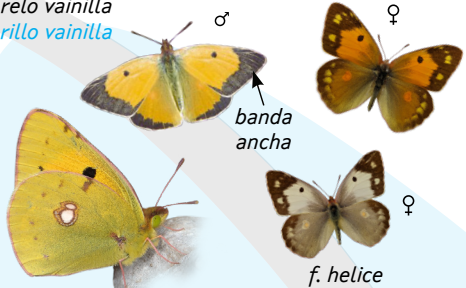 relo vainilla
rillo vainilla
♂
♀
banda
ancha
♀
f. helice